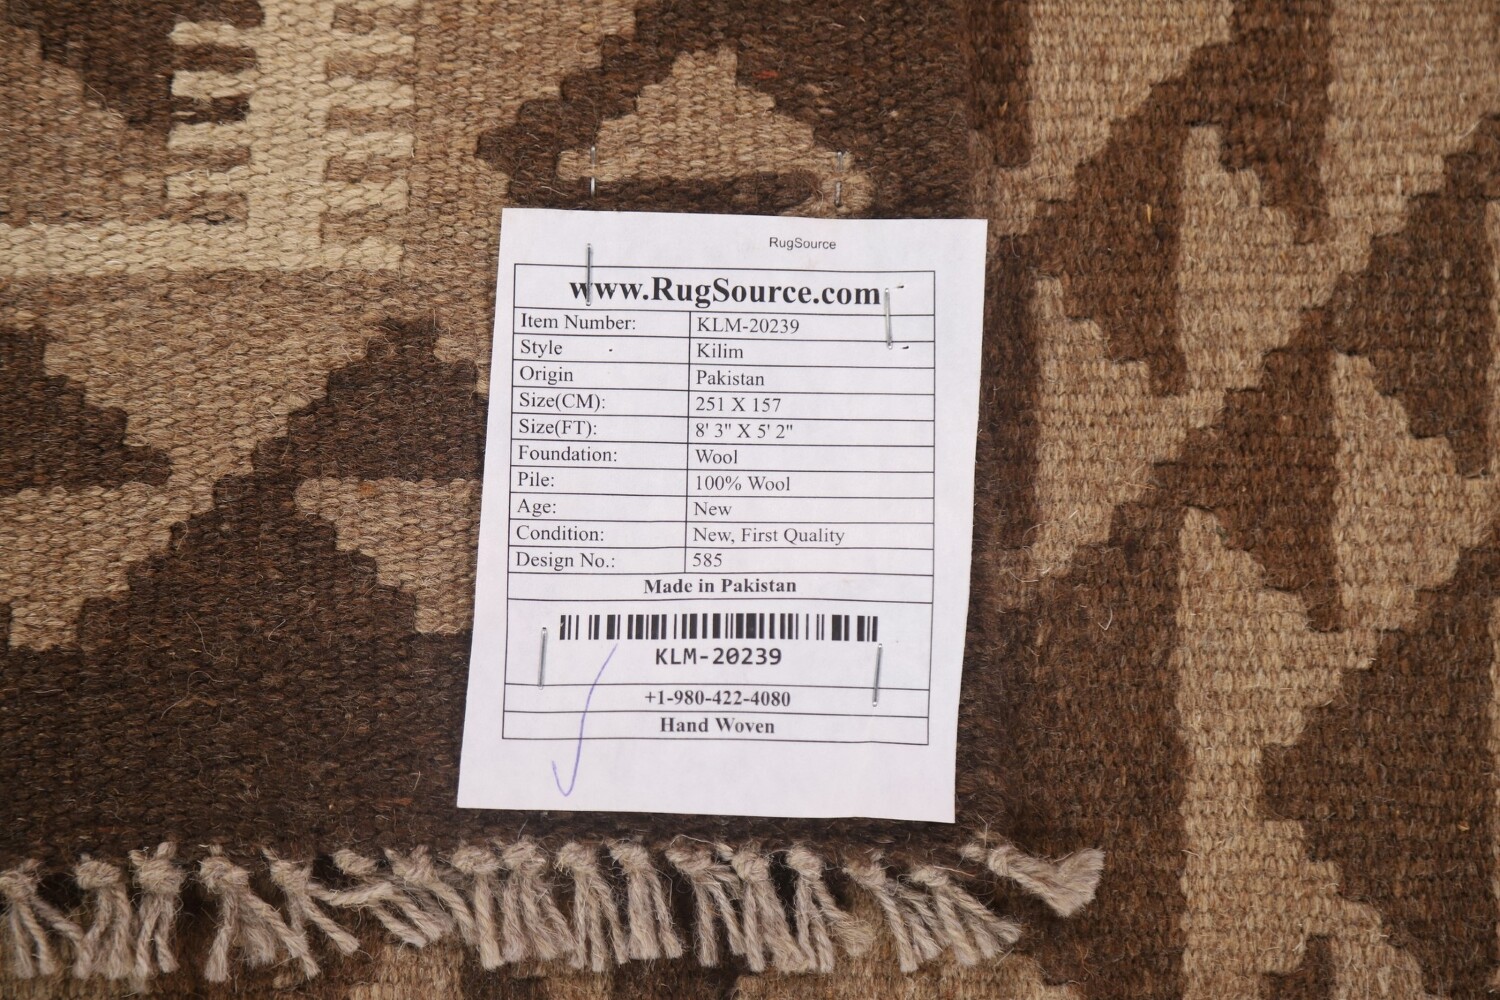 RugSource
www.RugSource.com
Item Number: KLM-20239
Style Kilim
Origin Pakistan
Size(CM): 251 X 157
Size(FT): 8' 3" X 5' 2"
Foundation: Wool
Pile: 100% Wool
Age: New
Condition: New, First Quality
Design No.: 585
Made in Pakistan
KLM-20239
+1-980-422-4080
Hand Woven